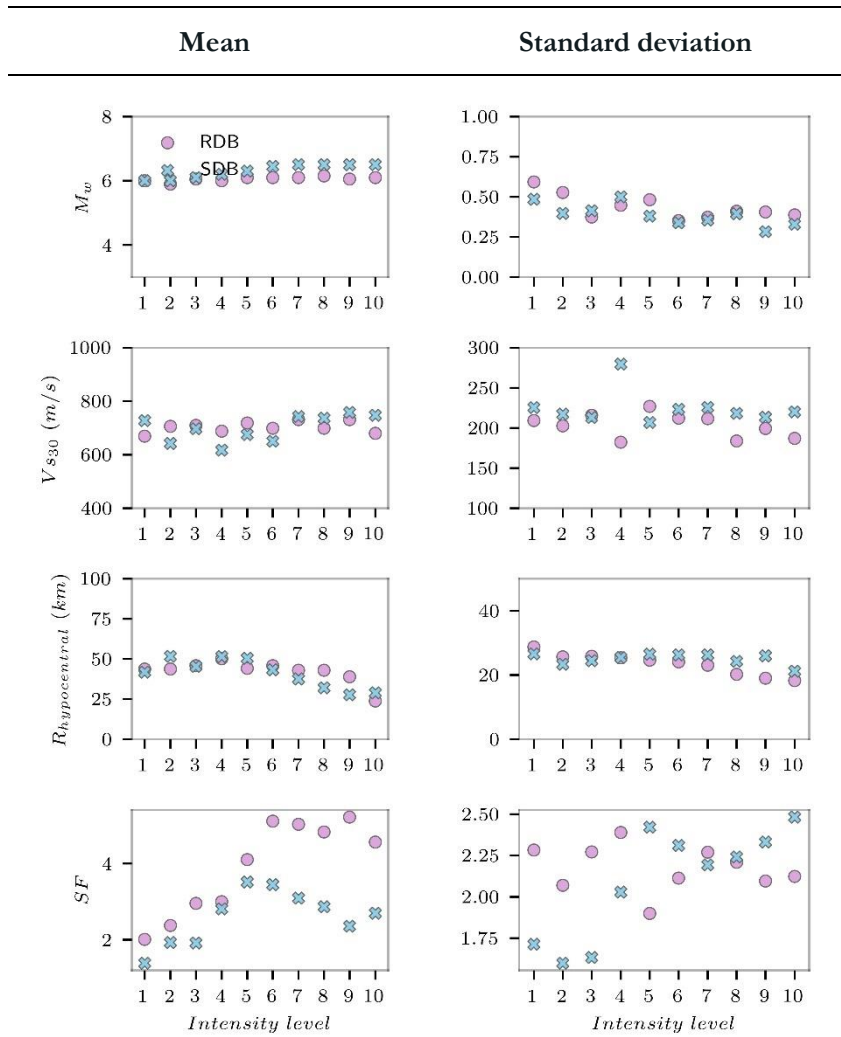 Mean Standard deviation
8
6
4
M_w
RDB
SDB
1 2 3 4 5 6 7 8 9 10
1.00
0.75
0.50
0.25
0.00
1 2 3 4 5 6 7 8 9 10
1000
800
600
400
Vs_30 (m/s)
1 2 3 4 5 6 7 8 9 10
300
250
200
150
100
1 2 3 4 5 6 7 8 9 10
100
75
50
25
0
R_hypocentral (km)
1 2 3 4 5 6 7 8 9 10
40
20
0
1 2 3 4 5 6 7 8 9 10
4
2
SF
1 2 3 4 5 6 7 8 9 10
Intensity level
2.50
2.25
2.00
1.75
1 2 3 4 5 6 7 8 9 10
Intensity level